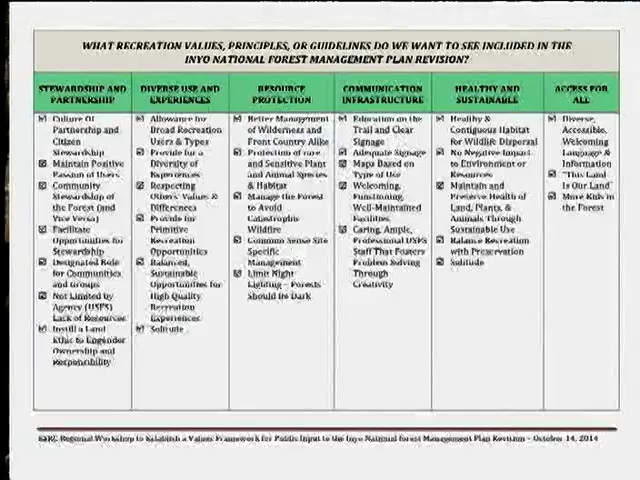 WHAT RECREATION VALUES, PRINCIPLES, OR GUIDELINES DO WE WANT TO SEE INCLUDED IN THE
INYO NATIONAL FOREST MANAGEMENT PLAN REVISION?
STEWARDSHIP AND
PARTNERSHIP
Culture Of
Partnership and
Citizen
Stewardship
Maintain Positive
Passion of Users
Community
Stewardship of
the Forest (and
Vice Versa)
Facilitate
Opportunities for
Stewardship
Designated Role
for Communities
and Groups
Not Limited by
Agency (USFS)
Lack of Resources
Instill a Land
Ethic to Engender
Ownership and
Responsibility
DIVERSE USE AND
EXPERIENCES
Allowance for
Broad Recreation
Users & Types
Provide for a
Diversity of
Experiences
Respecting
Others' Values &
Differences
Provide for
Primitive
Recreation
Opportunities
Balanced,
Sustainable
Opportunities for
High Quality
Recreation
Experiences
Solitude
RESOURCE
PROTECTION
Better Management
of Wilderness and
Front Country Alike
Protection of rare
and Sensitive Plant
and Animal Species
& Habitat
Manage the Forest
to Avoid
Catastrophic
Wildfire
Common Sense Site
Specific
Management
Limit Night
Lighting – Forests
Should Be Dark
COMMUNICATION
INFRASTRUCTURE
Education on the
Trail and Clear
Signage
Adequate Signage
Maps Based on
Type of Use
Welcoming,
Functioning,
Well-Maintained
Facilities
Caring, Ample,
Professional USFS
Staff That Fosters
Problem Solving
Through
Creativity
HEALTHY AND
SUSTAINABLE
Healthy &
Contiguous Habitat
for Wildlife Dispersal
No Negative Impact
to Environment or
Resources
Maintain and
Preserve Health of
Land, Plants, &
Animals Through
Sustainable Use
Balance Recreation
with Preservation
Solitude
ACCESS FOR
ALL
Diverse,
Accessible,
Welcoming
Language &
Information
"This Land
Is Our Land"
More Kids in
the Forest
Regional Workshop to Establish a Values Framework for Public Input to the Inyo National Forest Management Plan Revision – October 14, 2014